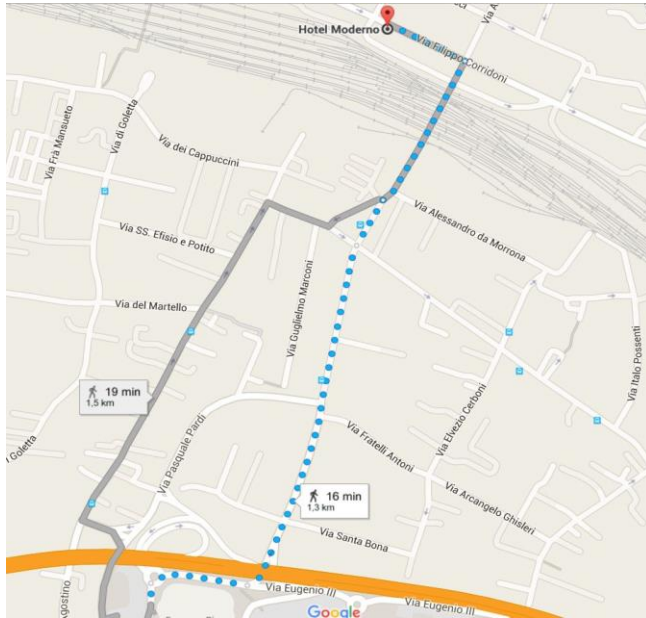 Hotel Moderno
Via Filippo Corridoni
Via Frà Mansueto
Via di Goletta
Via dei Cappuccini
Via Alessandro da Morrona
Via SS. Efisio e Potito
Via Guglielmo Marconi
Via del Martello
Via Italo Possenti
19 min
1,5 km
Via Elvezio Cerboni
Via Pasquale Pardi
Via Fratelli Antoni
i Goletta
16 min
1,3 km
Via Arcangelo Ghisleri
Via Santa Bona
Via Eugenio III
Agostino
Google
Via Eugenio III